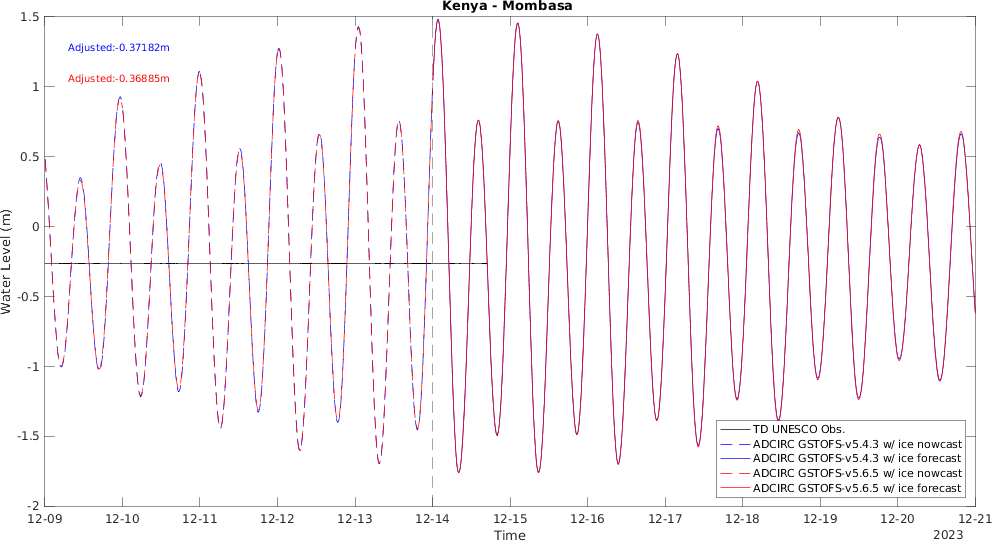 Kenya - Mombasa
Adjusted:-0.37182m
Adjusted:-0.36885m
Water Level (m)
1.5
1
0.5
0
-0.5
-1
-1.5
-2
TD UNESCO Obs.
ADCIRC GSTOFS-v5.4.3 w/ ice nowcast
ADCIRC GSTOFS-v5.4.3 w/ ice forecast
ADCIRC GSTOFS-v5.6.5 w/ ice nowcast
ADCIRC GSTOFS-v5.6.5 w/ ice forecast
12-09 12-10 12-11 12-12 12-13 12-14 12-15 12-16 12-17 12-18 12-19 12-20 12-21
Time
2023